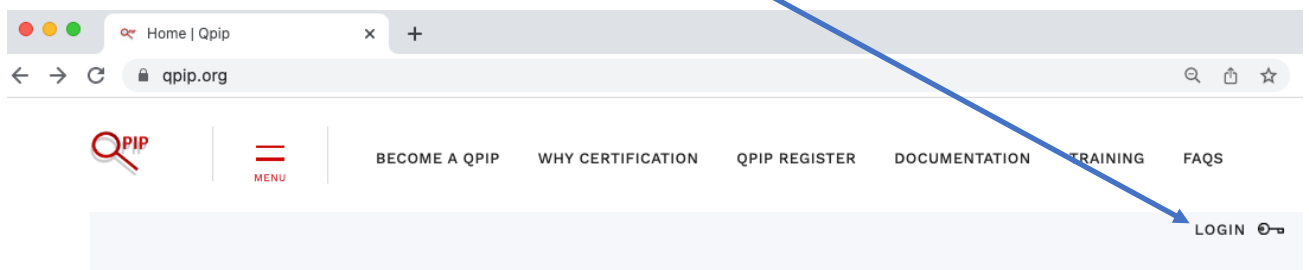 Home | Qpip
qpip.org
QPIP
MENU
BECOME A QPIP WHY CERTIFICATION QPIP REGISTER DOCUMENTATION TRAINING FAQS
LOGIN